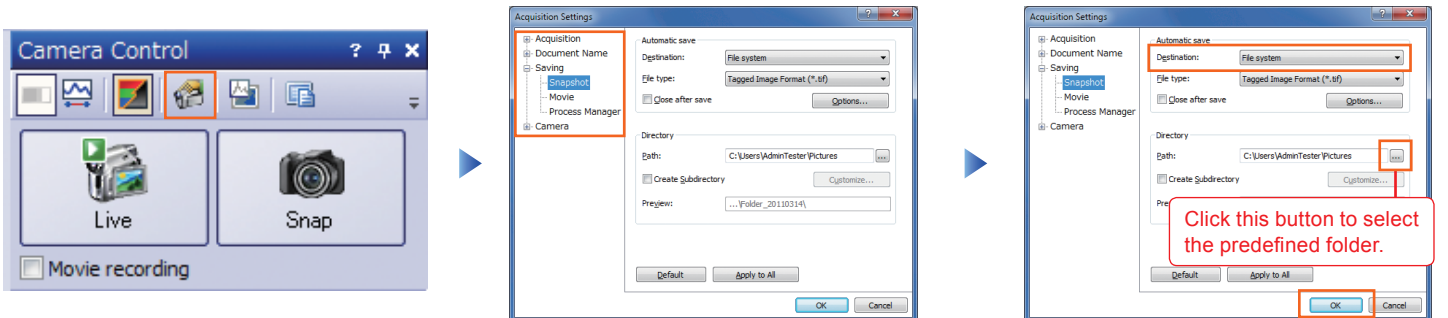 Camera Control
Live
Snap
Movie recording
Acquisition Settings
Acquisition
Document Name
Saving
Snapshot
Movie
Process Manager
Camera
Automatic save
Destination: File system
File type: Tagged Image Format (*.tif)
Close after save Options...
Directory
Path: C:\Users\AdminTester\Pictures ...
Create Subdirectory Customize...
Preview: ...\Folder_20110314\
Default Apply to All
OK Cancel
Acquisition Settings
Acquisition
Document Name
Saving
Snapshot
Movie
Process Manager
Camera
Automatic save
Destination: File system
File type: Tagged Image Format (*.tif)
Close after save Options...
Directory
Path: C:\Users\AdminTester\Pictures ...
Create Subdirectory Customize...
Pre
Click this button to select
the predefined folder.
Default Apply to All
OK Cancel